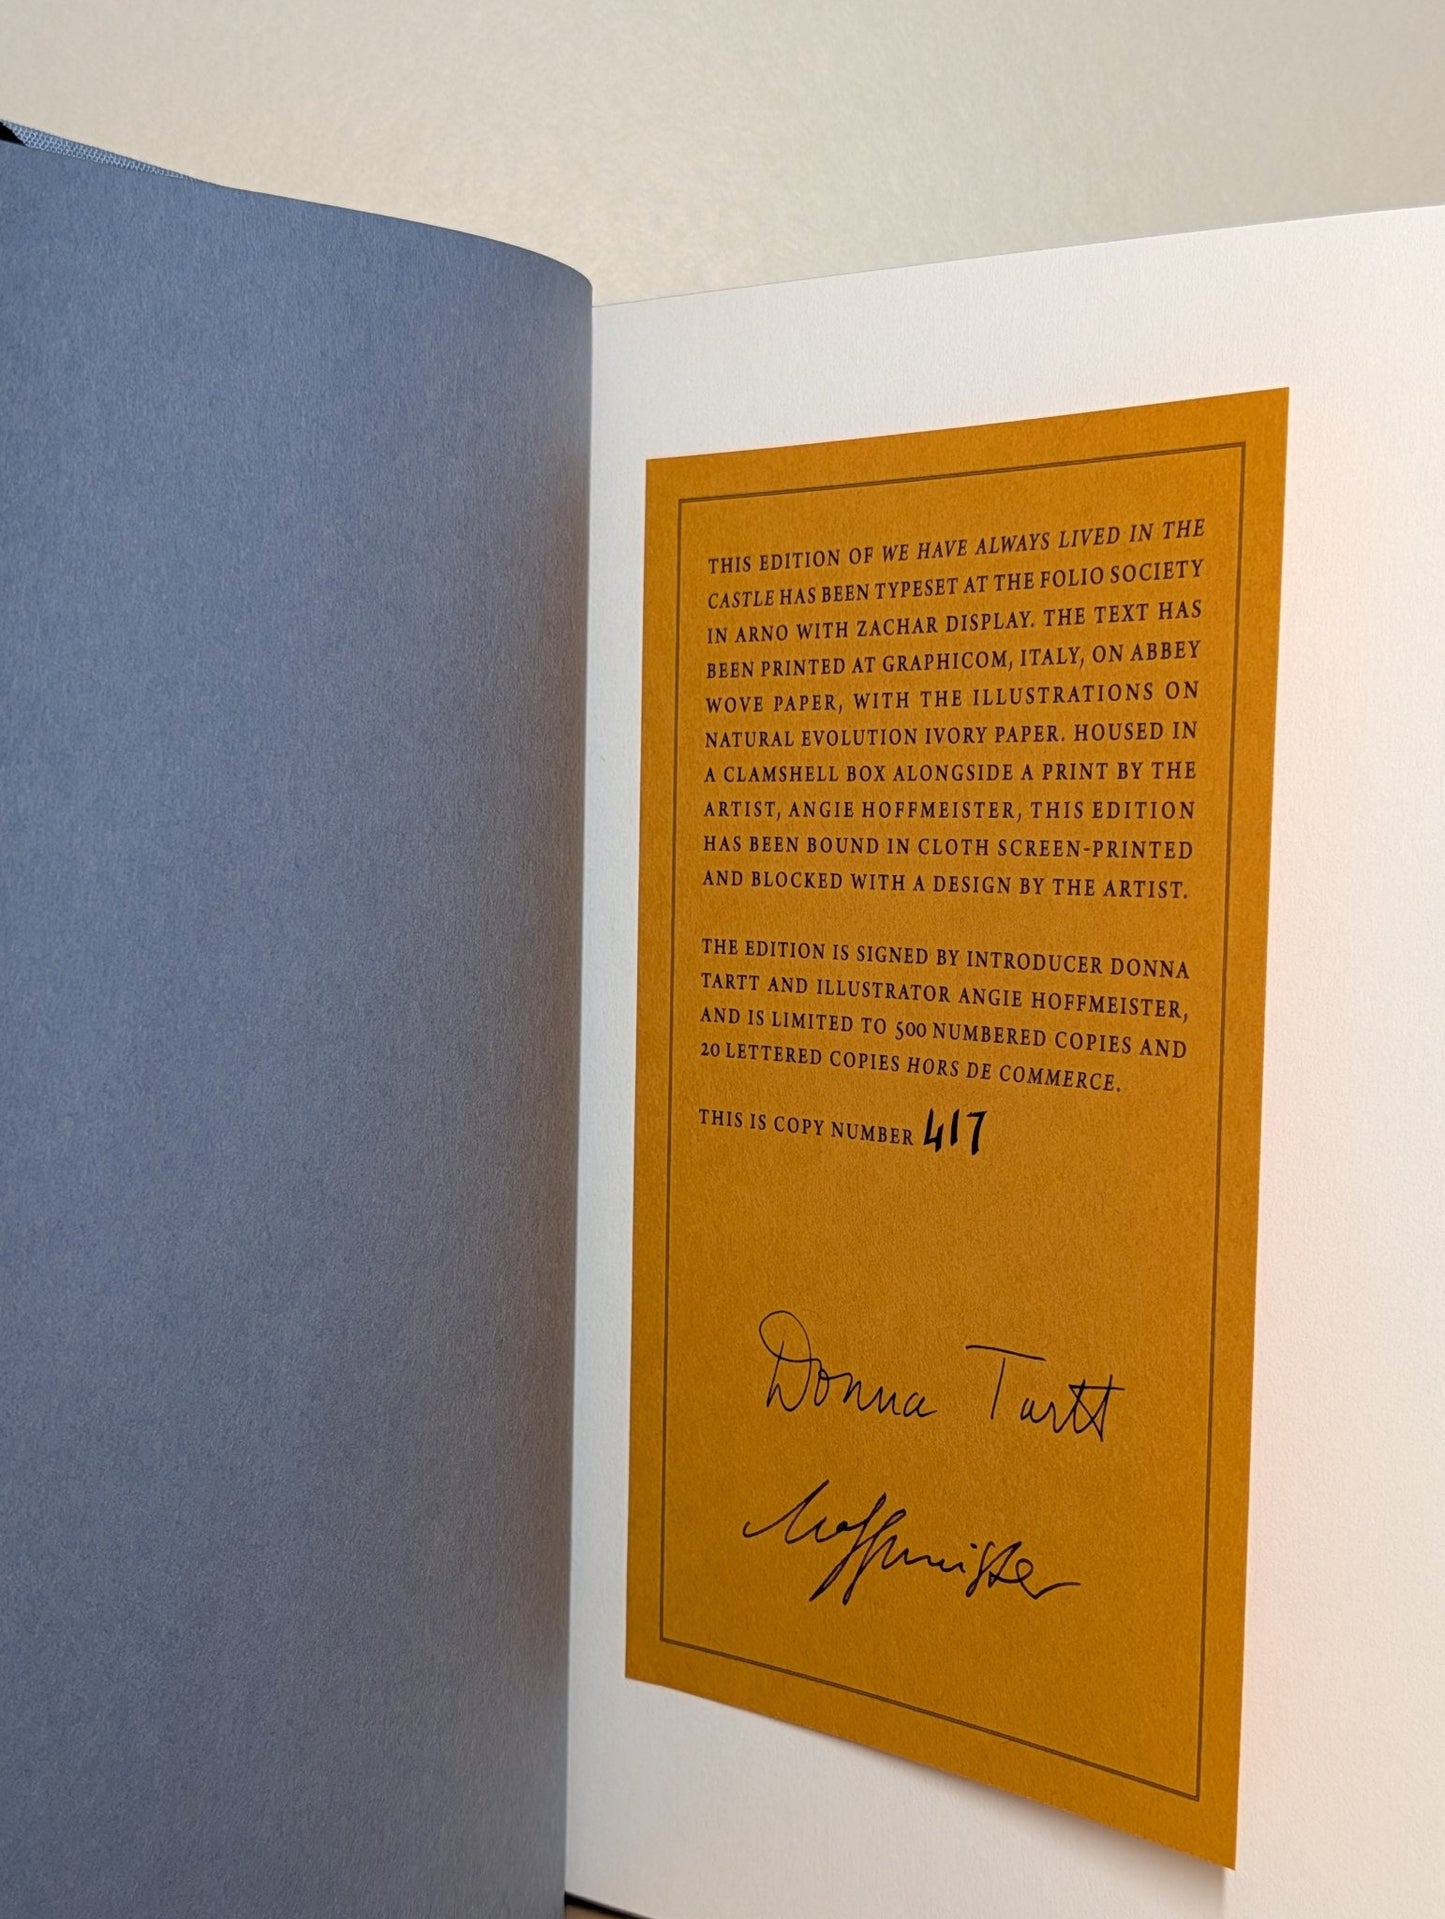 THIS EDITION OF WE HAVE ALWAYS LIVED IN THE
CASTLE HAS BEEN TYPESET AT THE FOLIO SOCIETY
IN ARNO WITH ZACHAR DISPLAY. THE TEXT HAS
BEEN PRINTED AT GRAPHICOM, ITALY, ON ABBEY
WOVE PAPER, WITH THE ILLUSTRATIONS ON
NATURAL EVOLUTION IVORY PAPER. HOUSED IN
A CLAMSHELL BOX ALONGSIDE A PRINT BY THE
ARTIST, ANGIE HOFFMEISTER, THIS EDITION
HAS BEEN BOUND IN CLOTH SCREEN-PRINTED
AND BLOCKED WITH A DESIGN BY THE ARTIST.
THE EDITION IS SIGNED BY INTRODUCER DONNA
TARTT AND ILLUSTRATOR ANGIE HOFFMEISTER,
AND IS LIMITED TO 500 NUMBERED COPIES AND
20 LETTERED COPIES HORS DE COMMERCE.
THIS IS COPY NUMBER 417
Donna Tartt
Hoffmeister